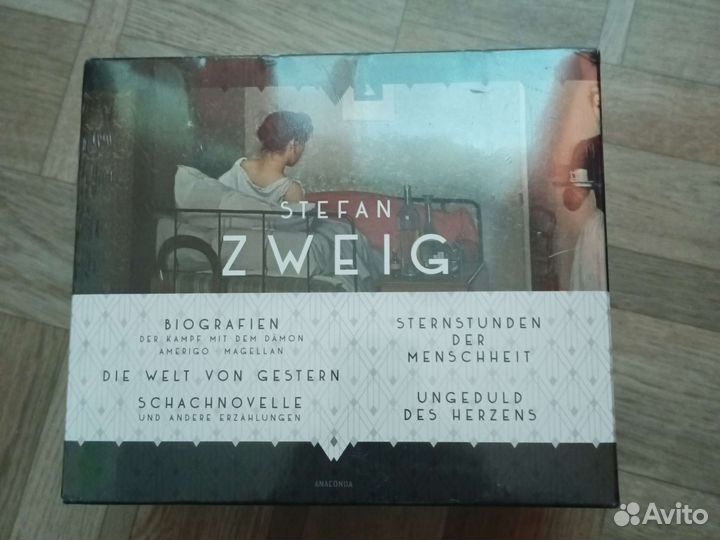 STEFAN
ZWEIG
BIOGRAFIEN
DER KAMPF MIT DEM DÄMON
AMERIGO · MAGELLAN
DIE WELT VON GESTERN
SCHACHNOVELLE
UND ANDERE ERZÄHLUNGEN
STERNSTUNDEN
DER
MENSCHHEIT
UNGEDULD
DES HERZENS
ANACONDA
Avito